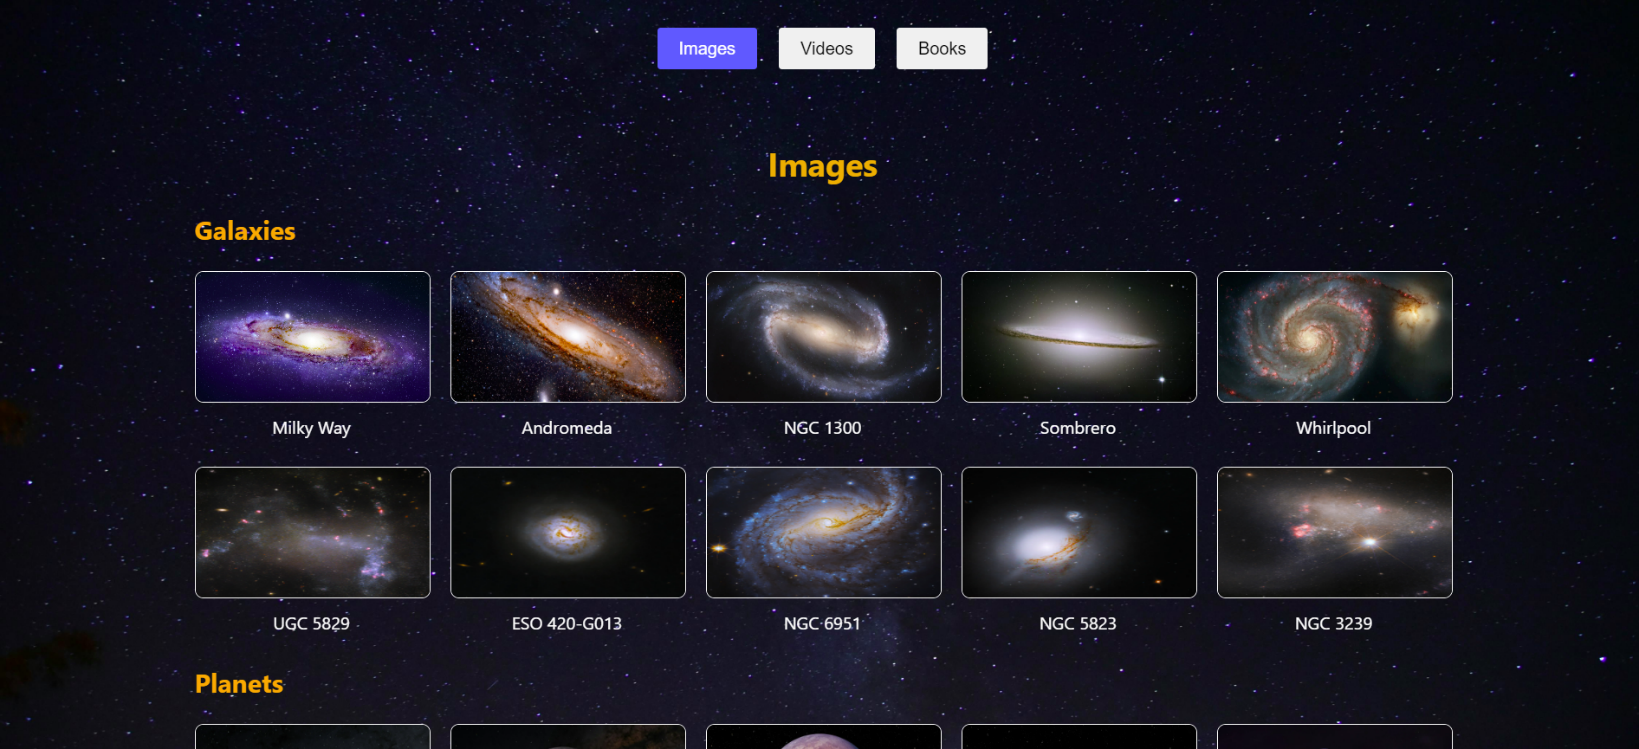 Images Videos Books
Images
Galaxies
Milky Way Andromeda NGC 1300 Sombrero Whirlpool
UGC 5829 ESO 420-G013 NGC 6951 NGC 5823 NGC 3239
Planets